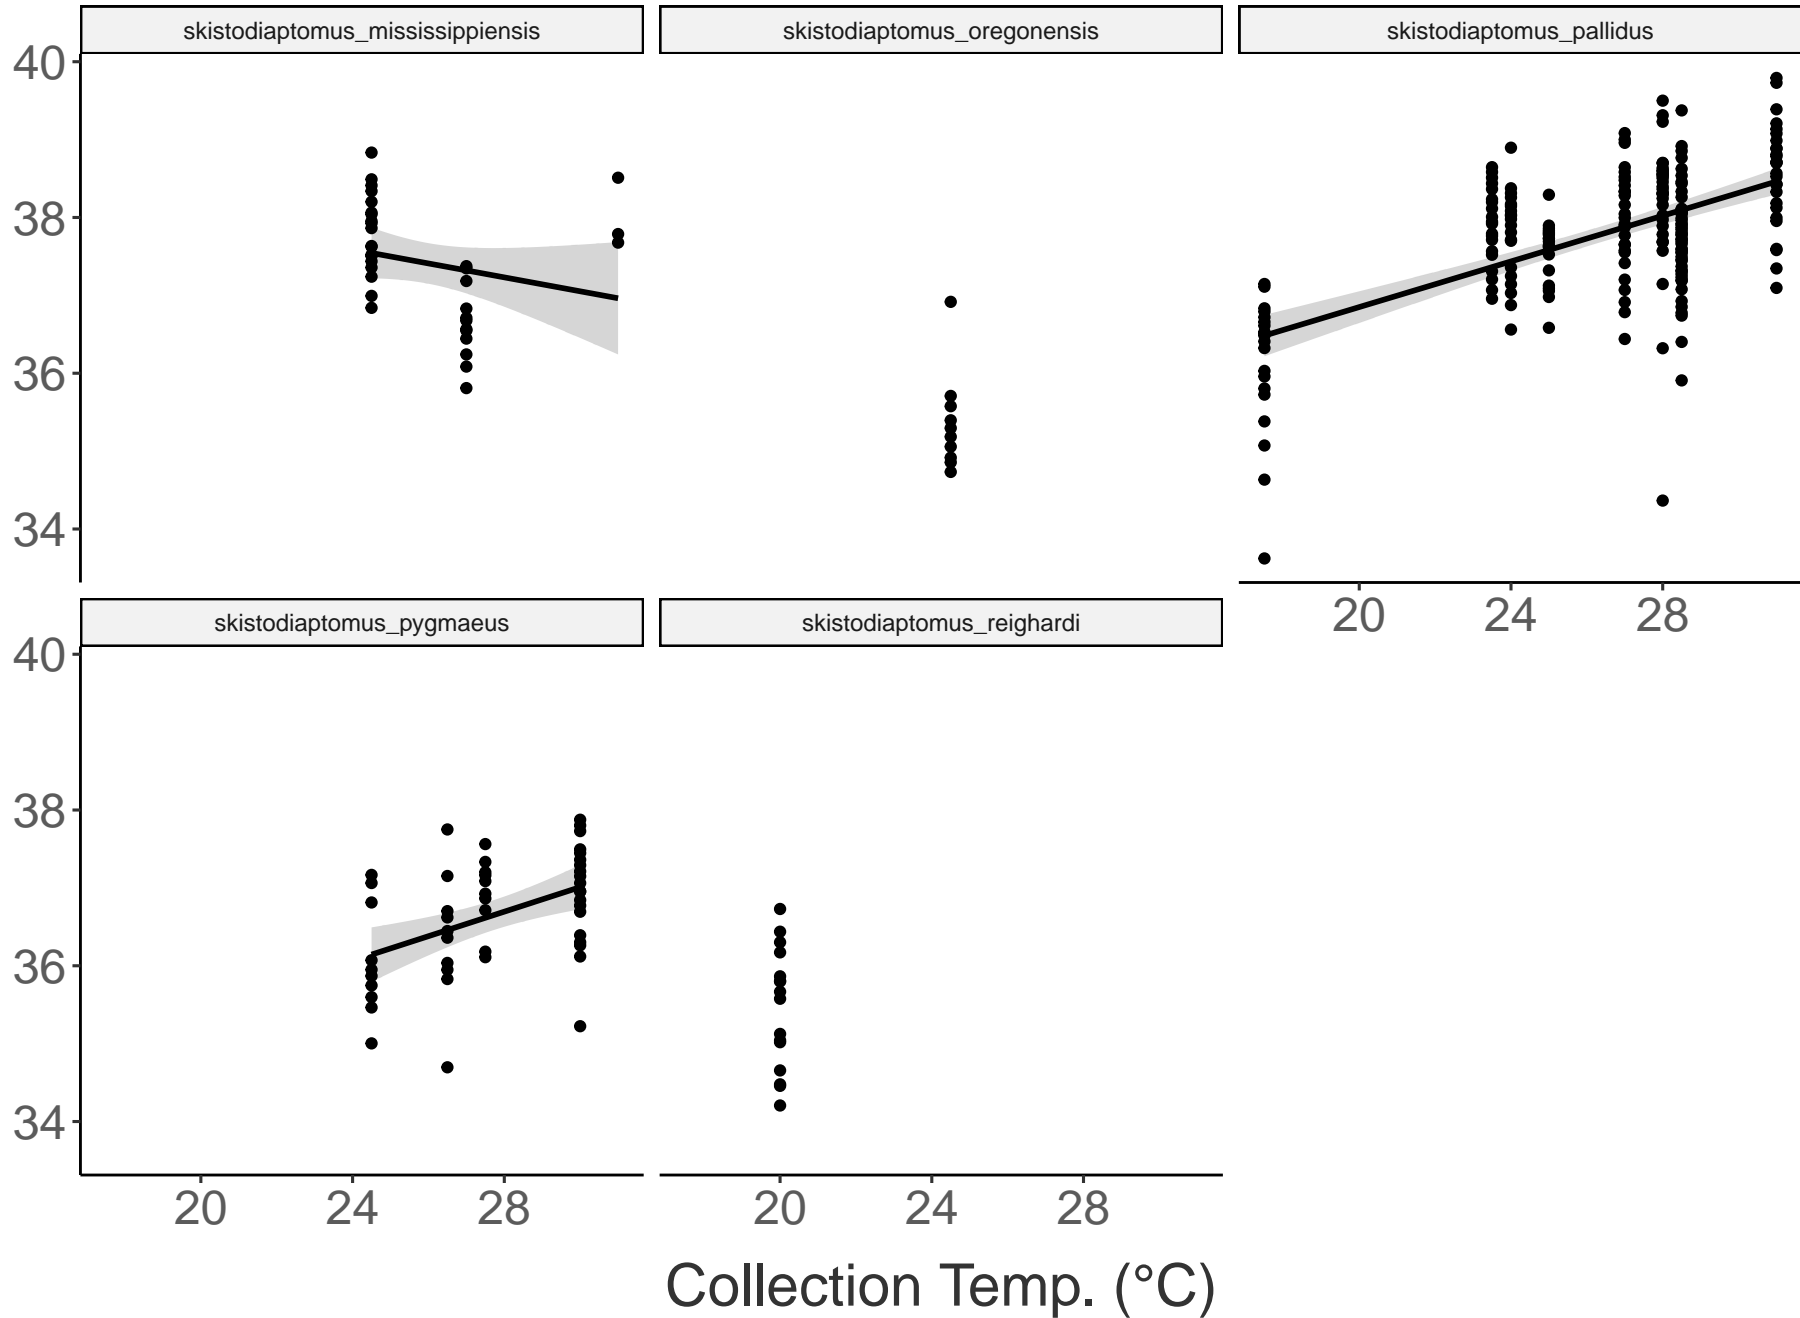 skistodiaptomus_mississippiensis
skistodiaptomus_oregonensis
skistodiaptomus_pallidus
40
38
36
34
20
24
28
skistodiaptomus_pygmaeus
skistodiaptomus_reighardi
40
38
36
34
20
24
28
20
24
28
Collection Temp. (°C)